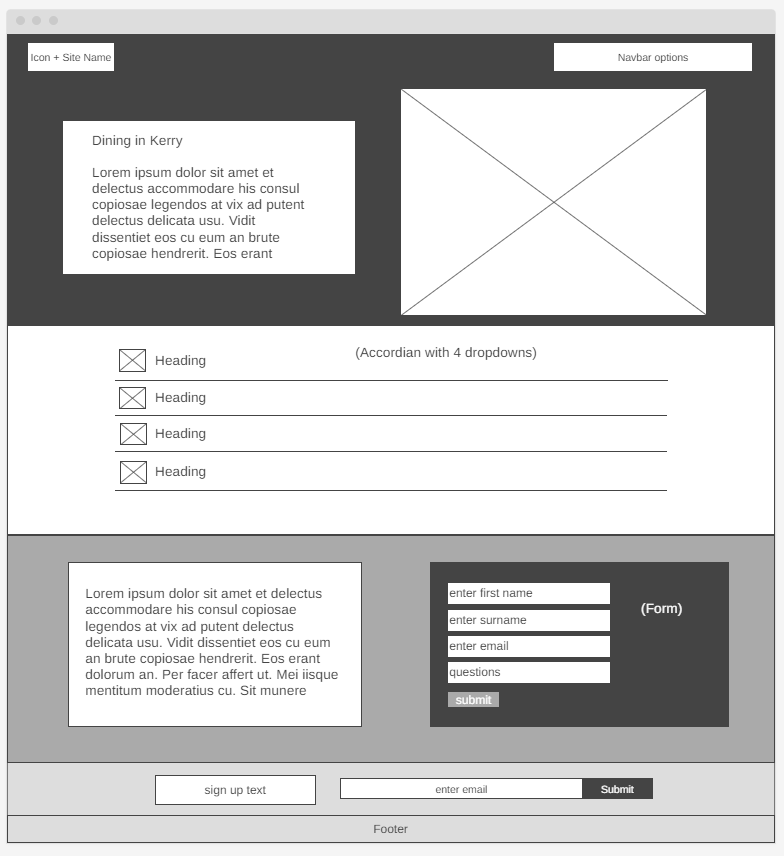 Icon + Site Name
Navbar options
Dining in Kerry
Lorem ipsum dolor sit amet et
delectus accommodare his consul
copiosae legendos at vix ad putent
delectus delicata usu. Vidit
dissentiet eos cu eum an brute
copiosae hendrerit. Eos erant
(Accordian with 4 dropdowns)
Heading
Heading
Heading
Heading
Lorem ipsum dolor sit amet et delectus
accommodare his consul copiosae
legendos at vix ad putent delectus
delicata usu. Vidit dissentiet eos cu eum
an brute copiosae hendrerit. Eos erant
dolorum an. Per facer affert ut. Mei iisque
mentitum moderatius cu. Sit munere
enter first name
(Form)
enter surname
enter email
questions
submit
sign up text
enter email
Submit
Footer